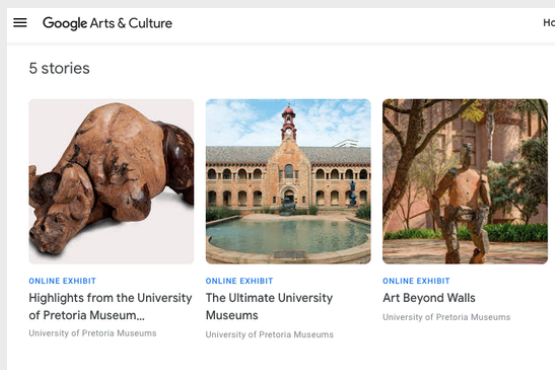 Google Arts & Culture
Ho
5 stories
ONLINE EXHIBIT
Highlights from the University
of Pretoria Museum...
University of Pretoria Museums
ONLINE EXHIBIT
The Ultimate University
Museums
University of Pretoria Museums
ONLINE EXHIBIT
Art Beyond Walls
University of Pretoria Museums